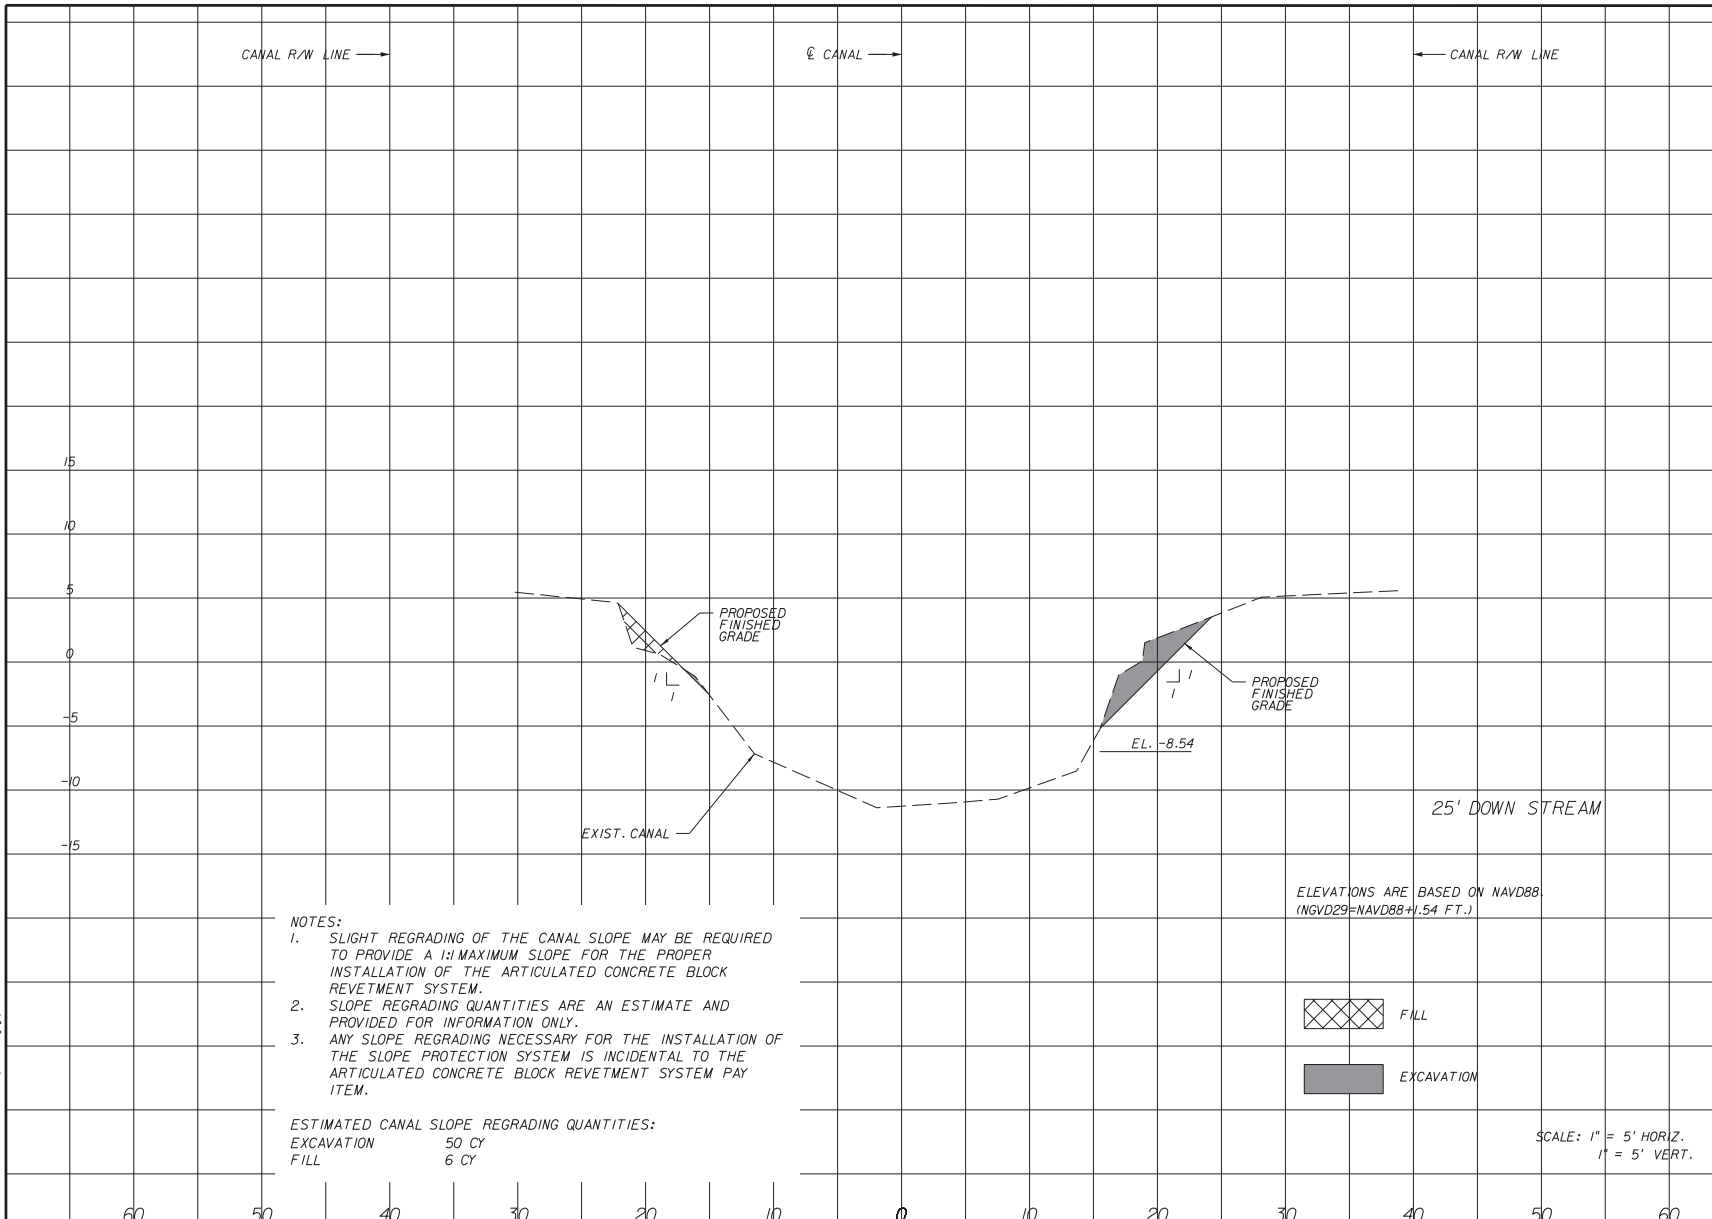 CANAL R/W LINE
℄ CANAL
CANAL R/W LINE
15
10
5
0
-5
-10
-15
PROPOSED
FINISHED
GRADE
1
1
PROPOSED
FINISHED
GRADE
1
1
EL. -8.54
EXIST. CANAL
25' DOWN STREAM
ELEVATIONS ARE BASED ON NAVD88.
(NGVD29=NAVD88+1.54 FT.)
NOTES:
1. SLIGHT REGRADING OF THE CANAL SLOPE MAY BE REQUIRED
TO PROVIDE A 1:1 MAXIMUM SLOPE FOR THE PROPER
INSTALLATION OF THE ARTICULATED CONCRETE BLOCK
REVETMENT SYSTEM.
2. SLOPE REGRADING QUANTITIES ARE AN ESTIMATE AND
PROVIDED FOR INFORMATION ONLY.
3. ANY SLOPE REGRADING NECESSARY FOR THE INSTALLATION OF
THE SLOPE PROTECTION SYSTEM IS INCIDENTAL TO THE
ARTICULATED CONCRETE BLOCK REVETMENT SYSTEM PAY
ITEM.
ESTIMATED CANAL SLOPE REGRADING QUANTITIES:
EXCAVATION 50 CY
FILL 6 CY
FILL
EXCAVATION
SCALE: 1" = 5' HORIZ.
1" = 5' VERT.
60 50 40 30 20 10 0 10 20 30 40 50 60